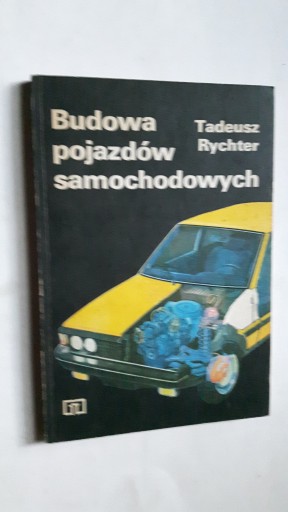 Budowa
pojazdów
samochodowych
Tadeusz
Rychter